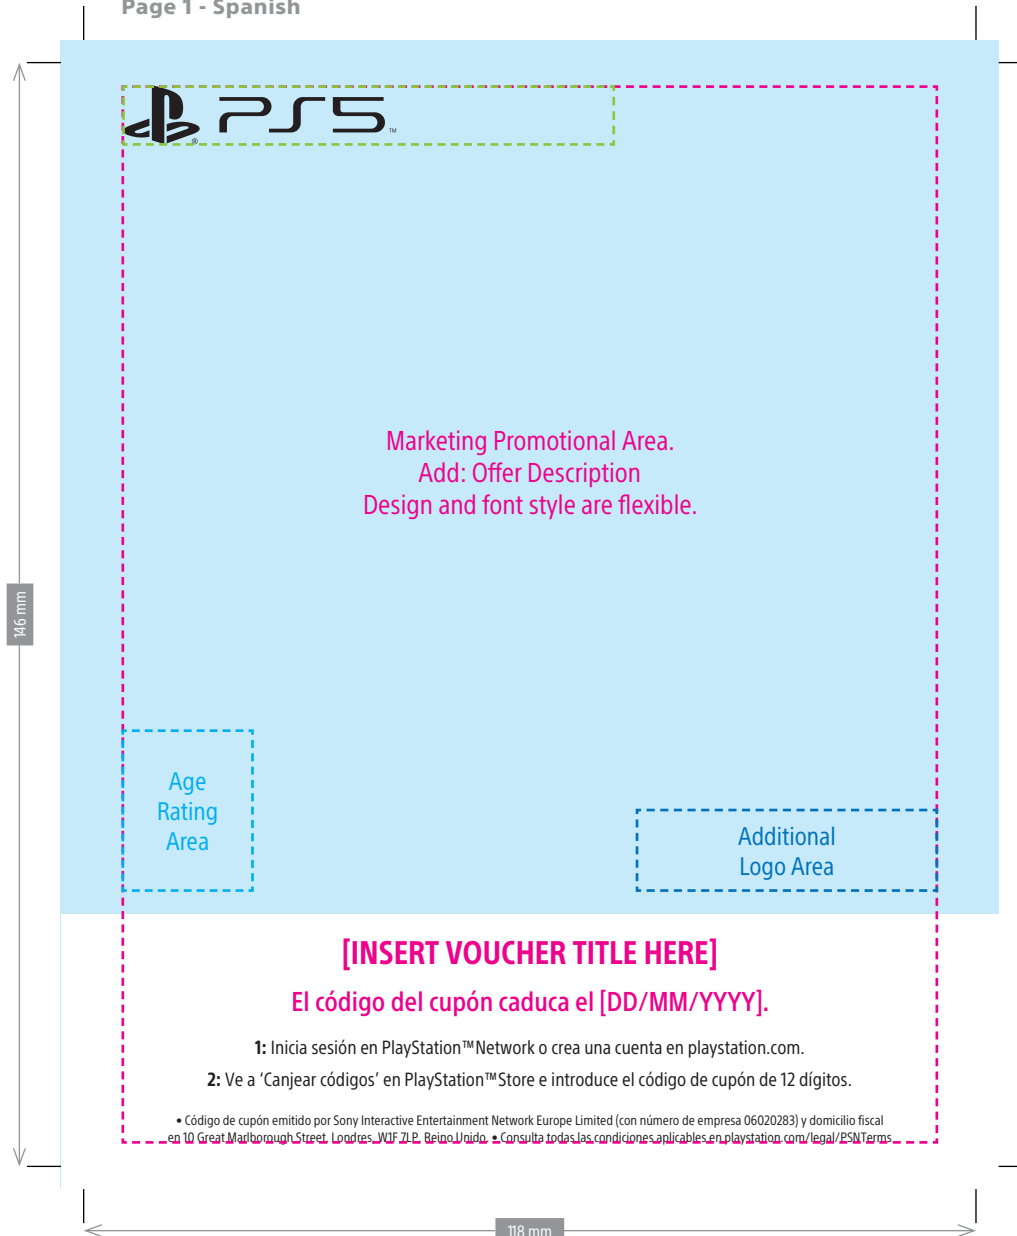 Page 1 - Spanish
PS5™
®
146 mm
Marketing Promotional Area.
Add: Offer Description
Design and font style are flexible.
Age
Rating
Area
Additional
Logo Area
[INSERT VOUCHER TITLE HERE]
El código del cupón caduca el [DD/MM/YYYY].
1: Inicia sesión en PlayStation™Network o crea una cuenta en playstation.com.
2: Ve a ‘Canjear códigos’ en PlayStation™Store e introduce el código de cupón de 12 dígitos.
• Código de cupón emitido por Sony Interactive Entertainment Network Europe Limited (con número de empresa 06020283) y domicilio fiscal
en 10 Great Marlborough Street, Londres, W1F 7LP, Reino Unido. • Consulta todas las condiciones aplicables en playstation.com/legal/PSNTerms
118 mm